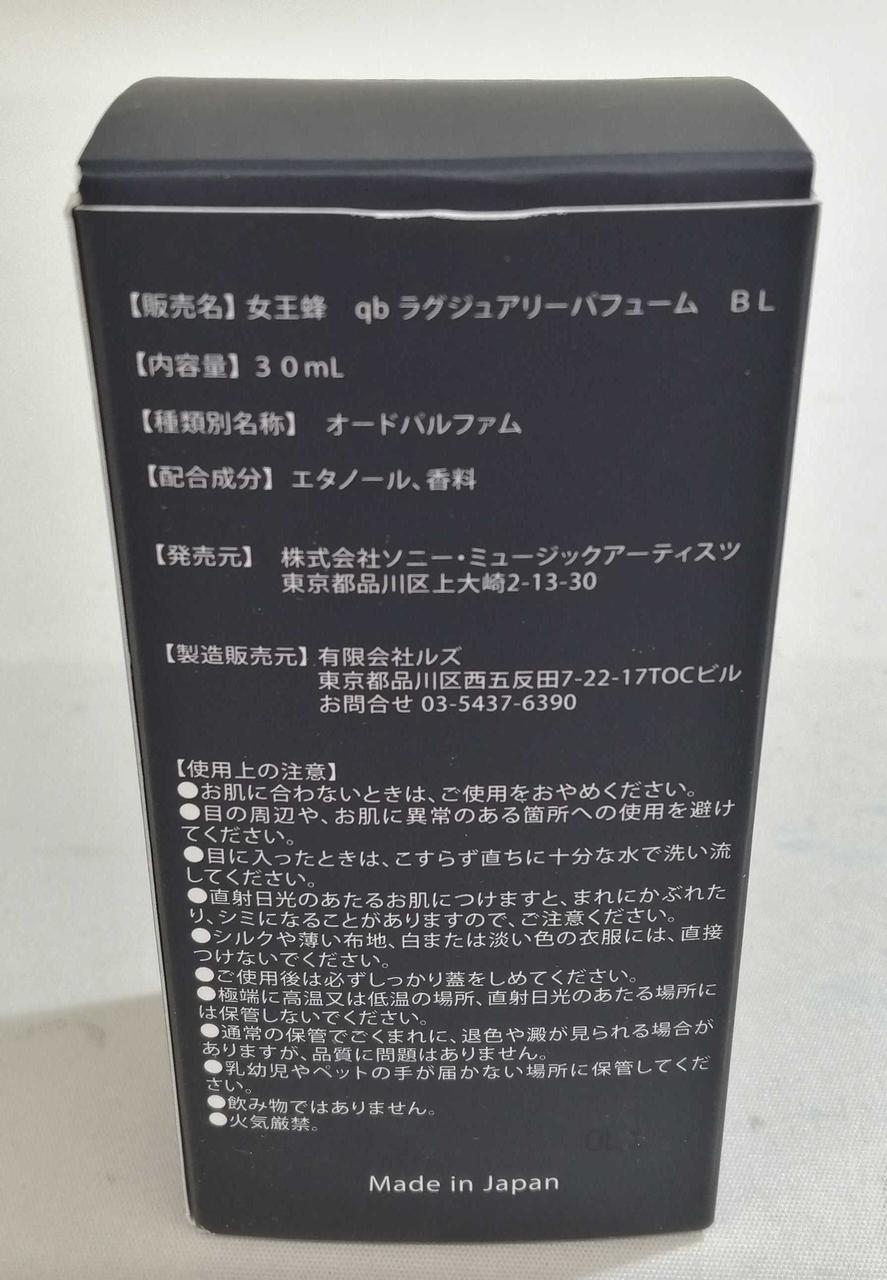 【販売名】女王蜂　qb ラグジュアリーパフューム　ＢＬ
【内容量】３０mL
【種類別名称】　オードパルファム
【配合成分】　エタノール、香料
【発売元】　株式会社ソニー・ミュージックアーティスツ
東京都品川区上大崎2-13-30
【製造販売元】有限会社ルズ
東京都品川区西五反田7-22-17TOCビル
お問合せ 03-5437-6390
【使用上の注意】
●お肌に合わないときは、ご使用をおやめください。
●目の周辺や、お肌に異常のある箇所への使用を避け
てください。
●目に入ったときは、こすらず直ちに十分な水で洗い流
してください。
●直射日光のあたるお肌につけますと、まれにかぶれた
り、シミになることがありますので、ご注意ください。
●シルクや薄い布地、白または淡い色の衣服には、直接
つけないでください。
●ご使用後は必ずしっかり蓋をしめてください。
●極端に高温又は低温の場所、直射日光のあたる場所に
は保管しないでください。
●通常の保管でごくまれに、退色や澱が見られる場合が
ありますが、品質に問題はありません。
●乳幼児やペットの手が届かない場所に保管してくだ
さい。
●飲み物ではありません。
●火気厳禁。
Made in Japan